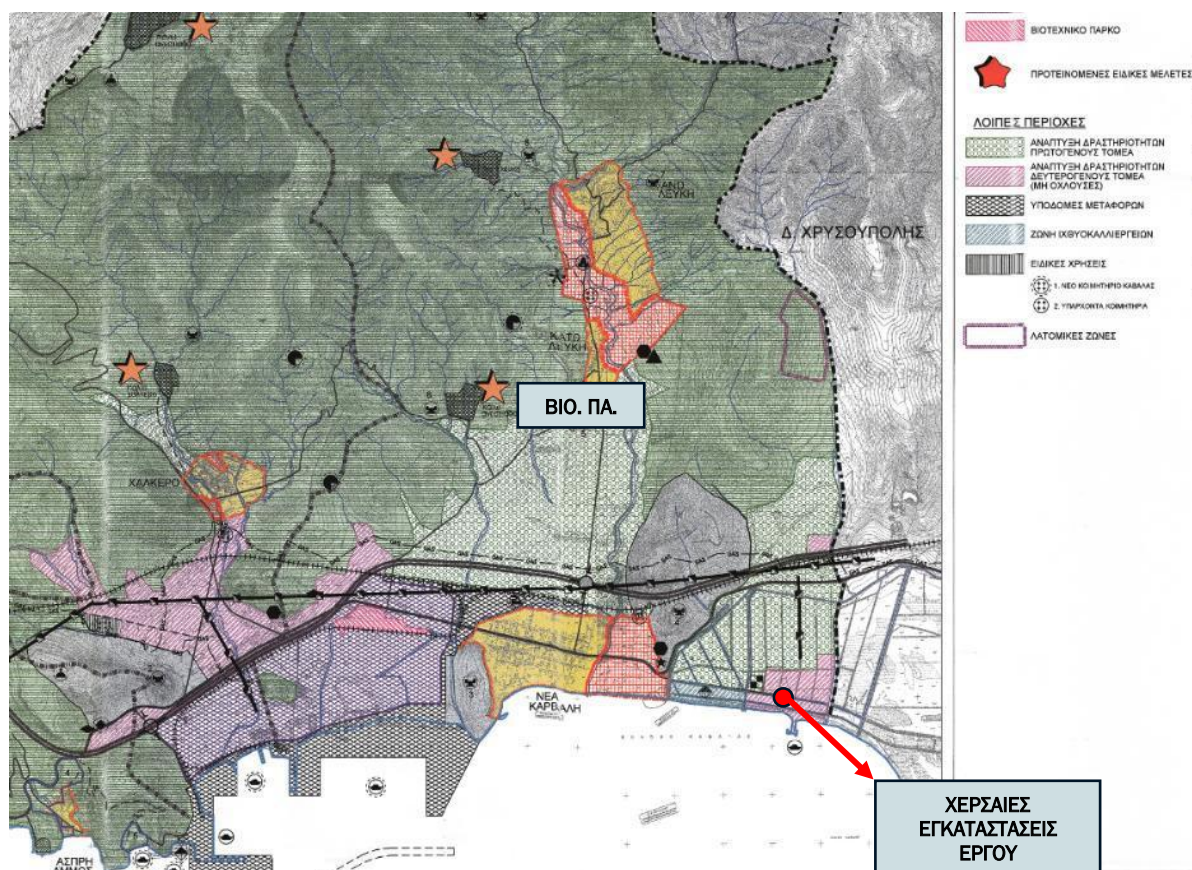 ΒΙΟΤΕΧΝΙΚΟ ΠΑΡΚΟ
ΠΡΟΤΕΙΝΟΜΕΝΕΣ ΕΙΔΙΚΕΣ ΜΕΛΕΤΕΣ
ΛΟΙΠΕΣ ΠΕΡΙΟΧΕΣ
ΑΝΑΠΤΥΞΗ ΔΡΑΣΤΗΡΙΟΤΗΤΩΝ
ΠΡΩΤΟΓΕΝΟΥΣ ΤΟΜΕΑ
ΑΝΑΠΤΥΞΗ ΔΡΑΣΤΗΡΙΟΤΗΤΩΝ
ΔΕΥΤΕΡΟΓΕΝΟΥΣ ΤΟΜΕΑ
(ΜΗ ΟΧΛΟΥΣΕΣ)
ΥΠΟΔΟΜΕΣ ΜΕΤΑΦΟΡΩΝ
ΖΩΝΗ ΙΧΘΥΟΚΑΛΛΙΕΡΓΕΙΩΝ
ΕΙΔΙΚΕΣ ΧΡΗΣΕΙΣ
1. ΝΕΟ ΚΟΙΜΗΤΗΡΙΟ ΚΑΒΑΛΑΣ
2. ΥΠΑΡΧΟΝΤΑ ΚΟΙΜΗΤΗΡΙΑ
ΛΑΤΟΜΙΚΕΣ ΖΩΝΕΣ
ΑΝΩ
ΛΕΥΚΗ
Δ. ΧΡΥΣΟΥΠΟΛΗΣ
ΚΑΤΩ
ΛΕΥΚΗ
ΒΙΟ. ΠΑ.
ΧΑΛΚΕΡΟ
ΝΕΑ
ΚΑΡΒΑΛΗ
ΚΟΛΠΟΣ ΚΑΒΑΛΑΣ
ΧΕΡΣΑΙΕΣ
ΕΓΚΑΤΑΣΤΑΣΕΙΣ
ΕΡΓΟΥ
ΑΣΠΡΗ
ΑΜΜΟΣ